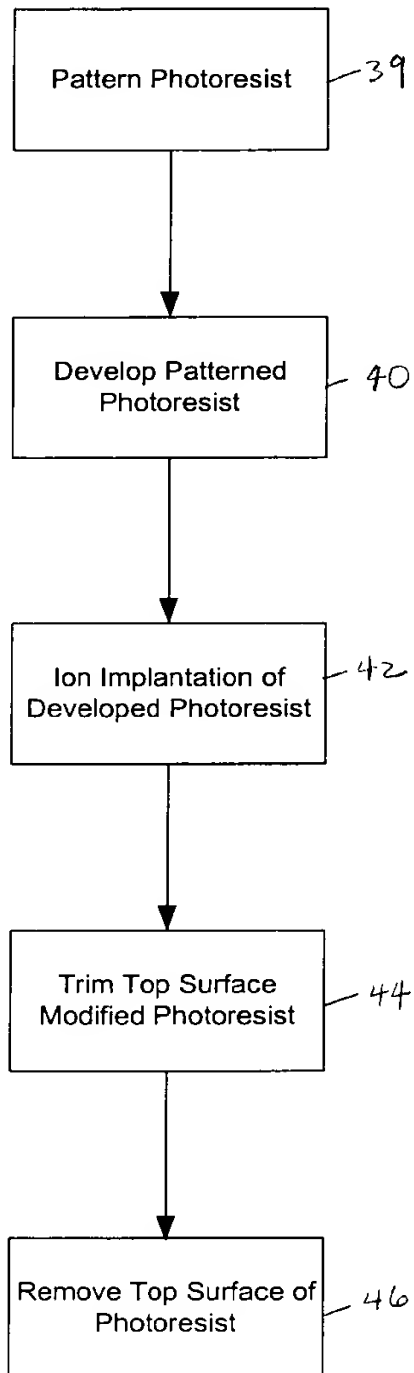 Pattern Photoresist
39
Develop Patterned
Photoresist
40
Ion Implantation of
Developed Photoresist
42
Trim Top Surface
Modified Photoresist
44
Remove Top Surface of
Photoresist
46